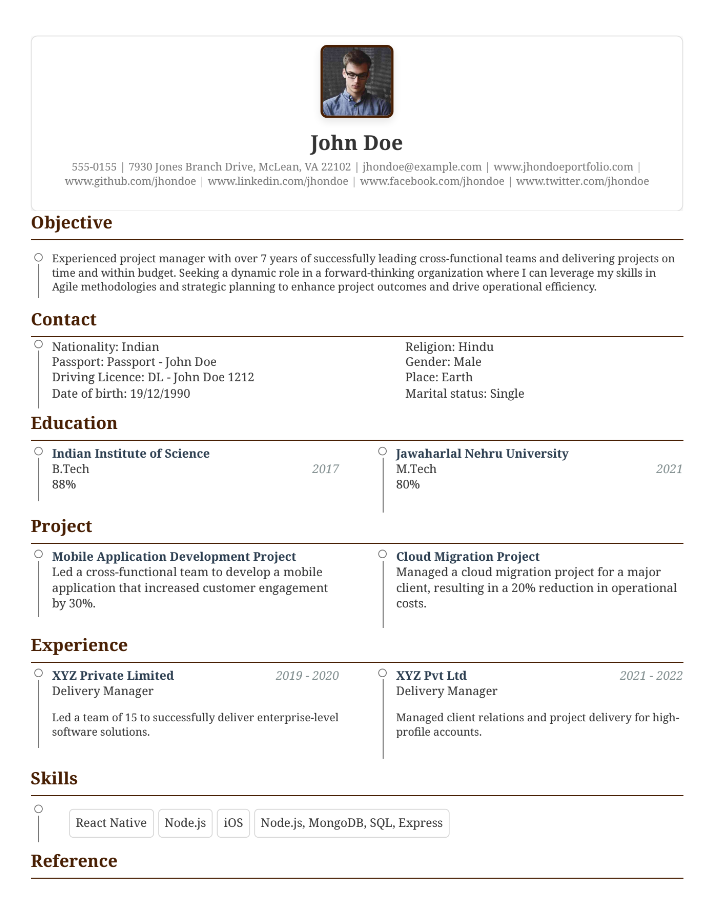 John Doe
555-0155 | 7930 Jones Branch Drive, McLean, VA 22102 | jhondoe@example.com | www.jhondoeportfolio.com |
www.github.com/jhondoe | www.linkedin.com/jhondoe | www.facebook.com/jhondoe | www.twitter.com/jhondoe
Objective
Experienced project manager with over 7 years of successfully leading cross-functional teams and delivering projects on
time and within budget. Seeking a dynamic role in a forward-thinking organization where I can leverage my skills in
Agile methodologies and strategic planning to enhance project outcomes and drive operational efficiency.
Contact
Nationality: Indian
Passport: Passport - John Doe
Driving Licence: DL - John Doe 1212
Date of birth: 19/12/1990
Religion: Hindu
Gender: Male
Place: Earth
Marital status: Single
Education
Indian Institute of Science
B.Tech 2017
88%
Jawaharlal Nehru University
M.Tech 2021
80%
Project
Mobile Application Development Project
Led a cross-functional team to develop a mobile
application that increased customer engagement
by 30%.
Cloud Migration Project
Managed a cloud migration project for a major
client, resulting in a 20% reduction in operational
costs.
Experience
XYZ Private Limited 2019 - 2020
Delivery Manager
Led a team of 15 to successfully deliver enterprise-level
software solutions.
XYZ Pvt Ltd 2021 - 2022
Delivery Manager
Managed client relations and project delivery for high-
profile accounts.
Skills
React Native Node.js iOS Node.js, MongoDB, SQL, Express
Reference